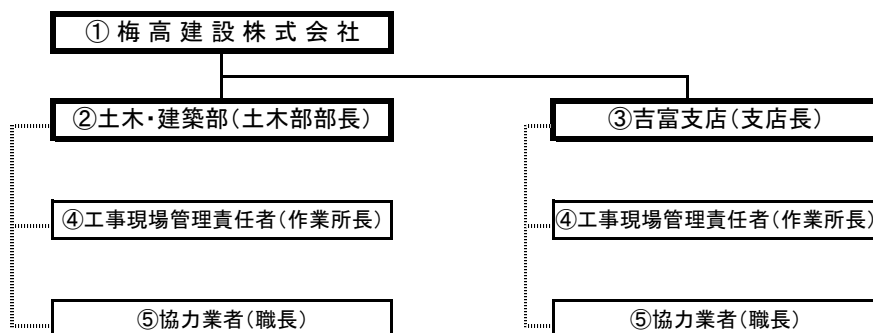 ①梅高建設株式会社
②土木・建築部（土木部部長）
③吉富支店（支店長）
④工事現場管理責任者（作業所長）
④工事現場管理責任者（作業所長）
⑤協力業者（職長）
⑤協力業者（職長）